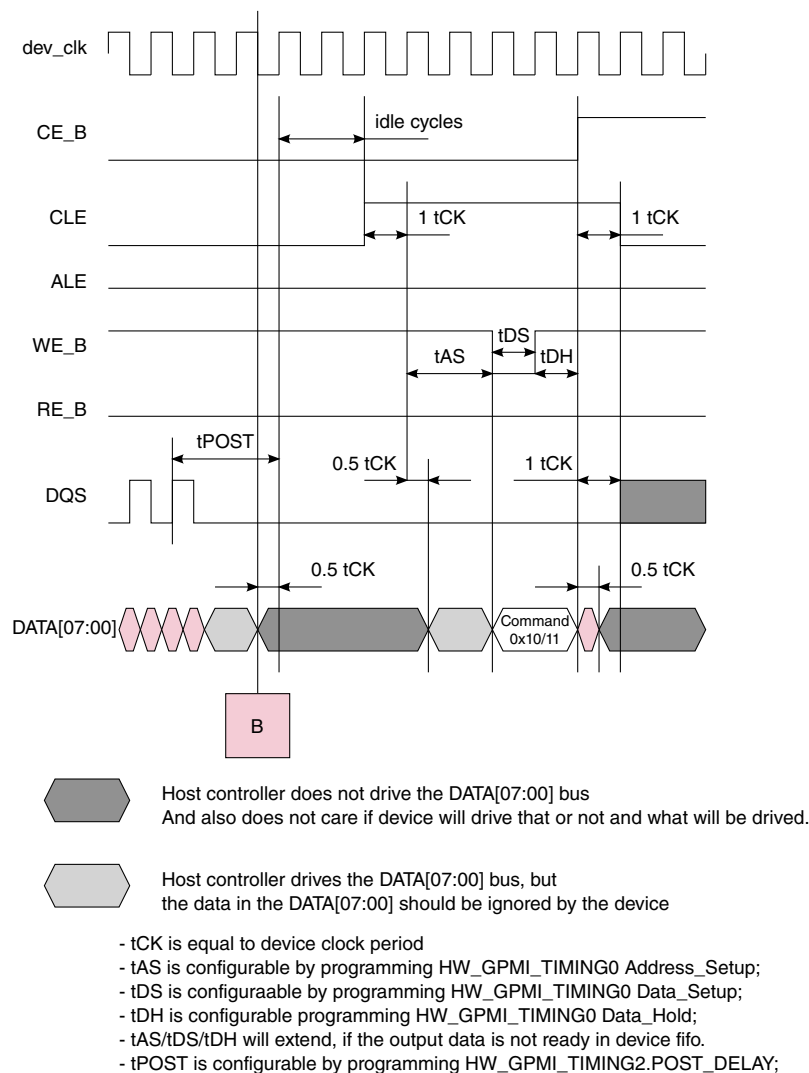 dev_clk
CE_B
idle cycles
CLE
1 tCK
1 tCK
ALE
WE_B
tDS
tAS
tDH
RE_B
tPOST
0.5 tCK
1 tCK
DQS
0.5 tCK
0.5 tCK
DATA[07:00]
Command
0x10/11
B
Host controller does not drive the DATA[07:00] bus
And also does not care if device will drive that or not and what will be drived.
Host controller drives the DATA[07:00] bus, but
the data in the DATA[07:00] should be ignored by the device
- tCK is equal to device clock period
- tAS is configurable by programming HW_GPMI_TIMING0 Address_Setup;
- tDS is configuraable by programming HW_GPMI_TIMING0 Data_Setup;
- tDH is configurable programming HW_GPMI_TIMING0 Data_Hold;
- tAS/tDS/tDH will extend, if the output data is not ready in device fifo.
- tPOST is configurable by programming HW_GPMI_TIMING2.POST_DELAY;